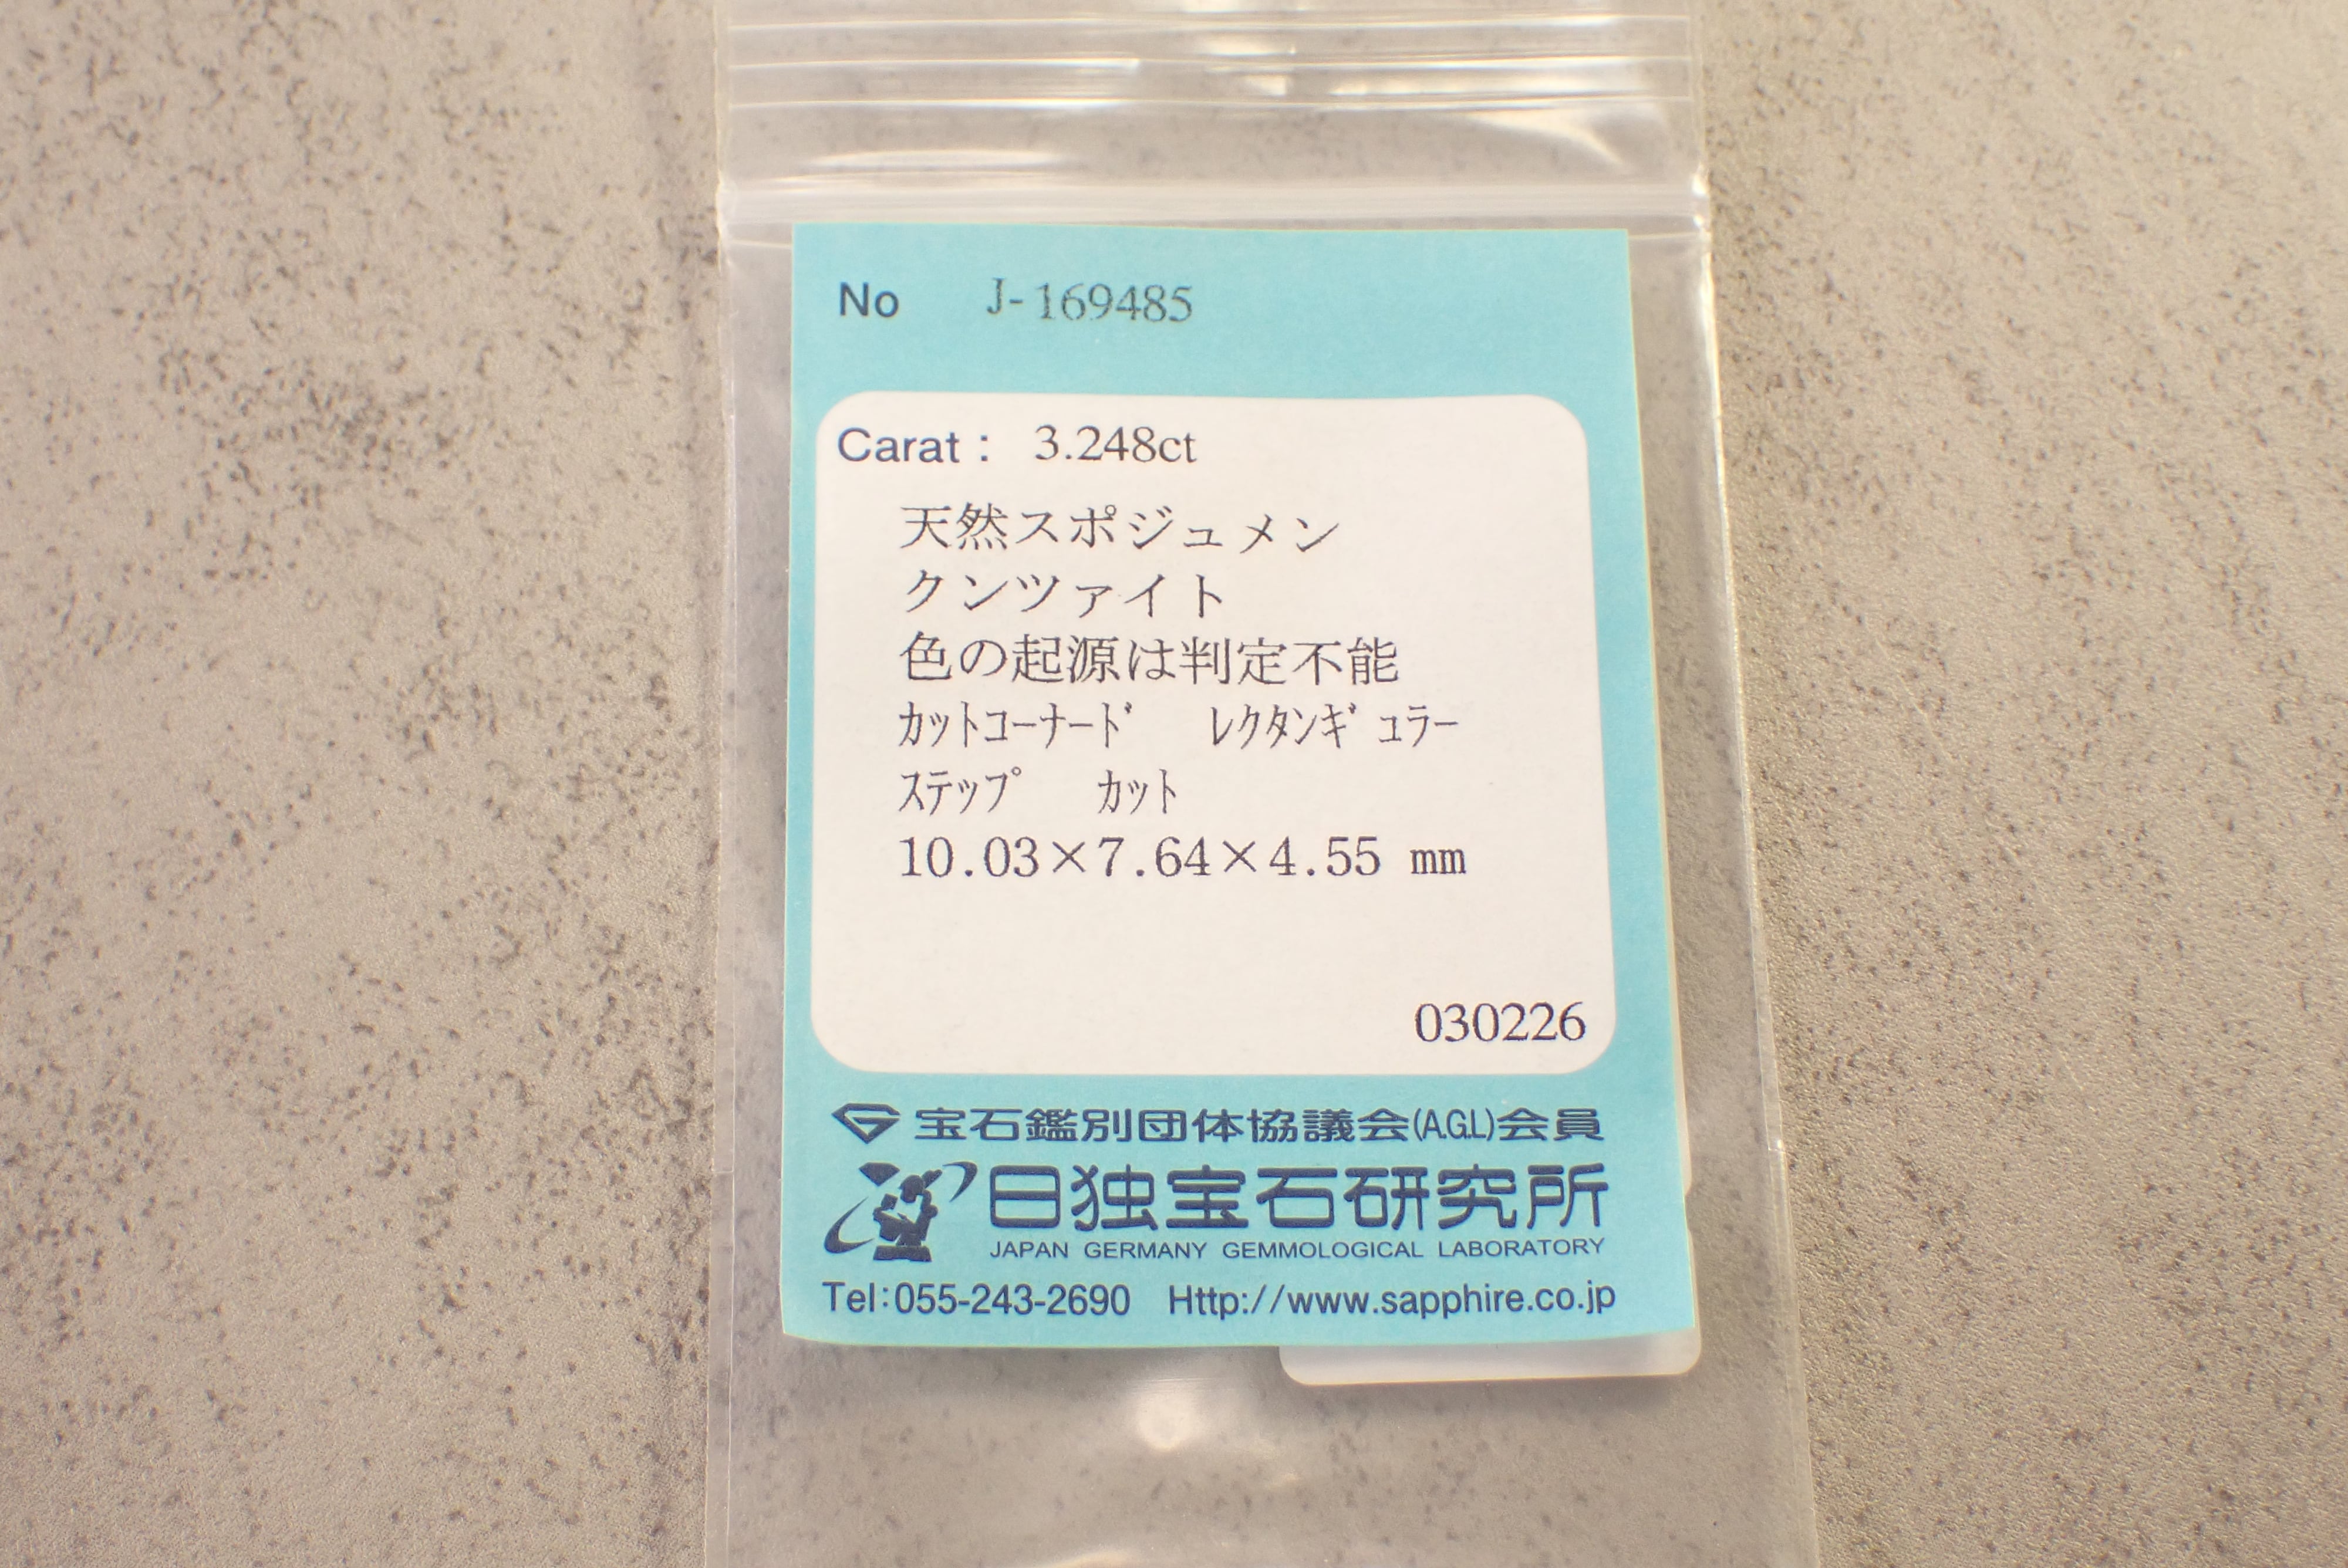 No J-169485
Carat： 3.248ct
天然スポジュメン
クンツァイト
色の起源は判定不能
ｶｯﾄｺｰﾅｰﾄﾞ ﾚｸﾀﾝｷﾞｭﾗｰ
ｽﾃｯﾌﾟ ｶｯﾄ
10.03×7.64×4.55 mm
030226
宝石鑑別団体協議会(A.G.L)会員
日独宝石研究所
JAPAN GERMANY GEMMOLOGICAL LABORATORY
Tel:055-243-2690 Http://www.sapphire.co.jp